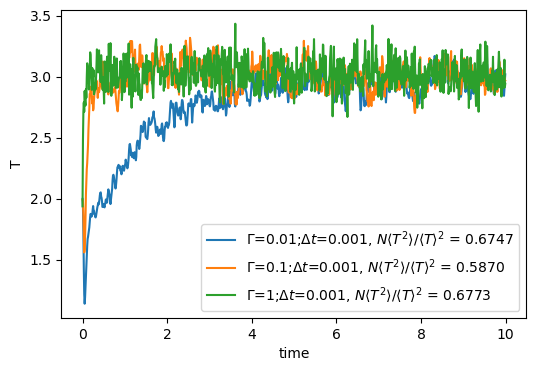 3.5
3.0
2.5
2.0
1.5
T
Γ=0.01;Δt=0.001, N⟨T²⟩/⟨T⟩² = 0.6747
Γ=0.1;Δt=0.001, N⟨T²⟩/⟨T⟩² = 0.5870
Γ=1;Δt=0.001, N⟨T²⟩/⟨T⟩² = 0.6773
0 2 4 6 8 10
time